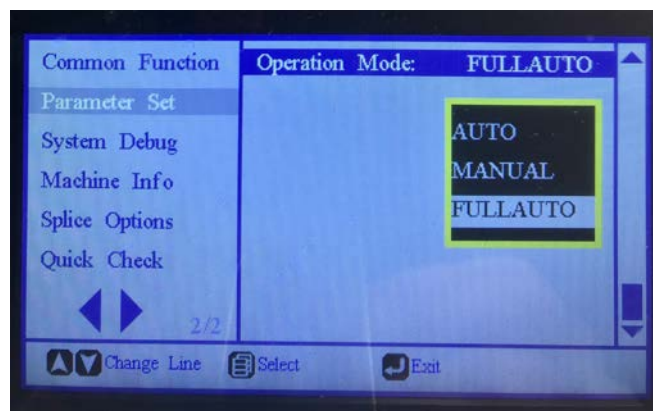 Common Function
Parameter Set
System Debug
Machine Info
Splice Options
Quick Check
2/2
Operation Mode: FULLAUTO
AUTO
MANUAL
FULLAUTO
Change Line Select Exit